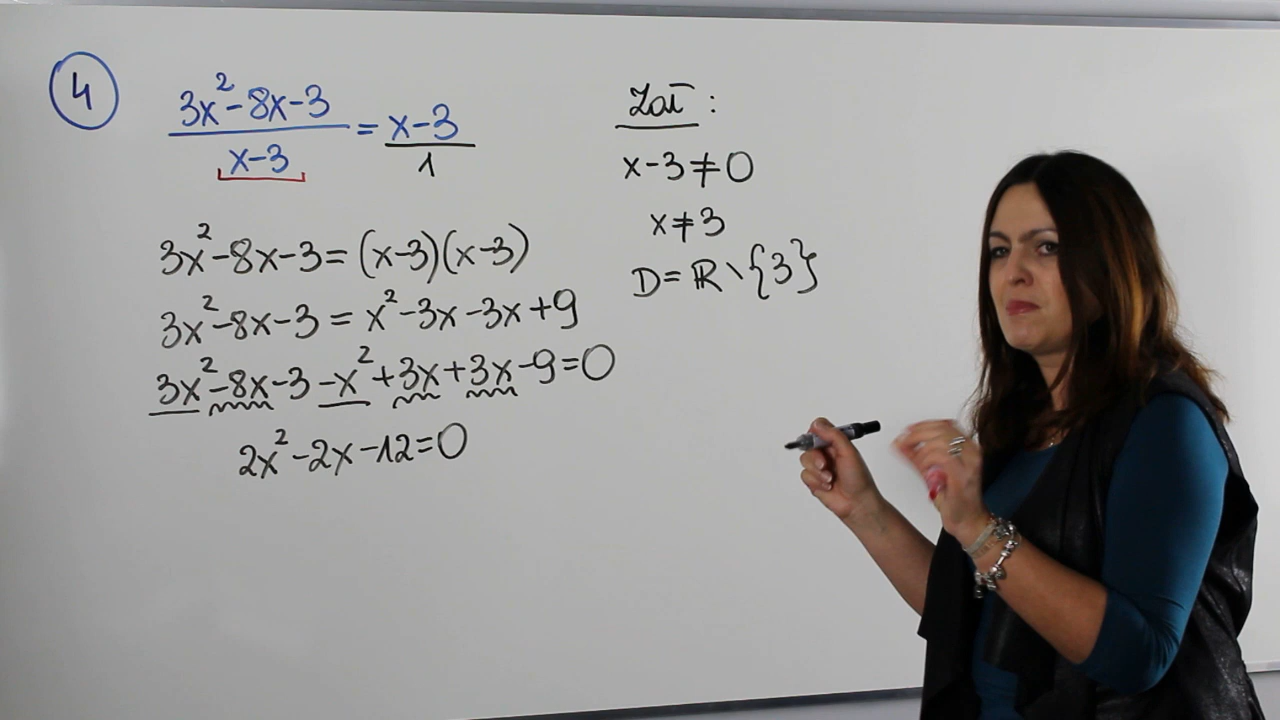 4
3x²-8x-3 / x-3 = x-3 / 1
3x²-8x-3=(x-3)(x-3)
3x²-8x-3=x²-3x-3x+9
3x²-8x-3-x²+3x+3x-9=0
2x²-2x-12=0
Zał:
x-3≠0
x≠3
D=ℝ\{3}